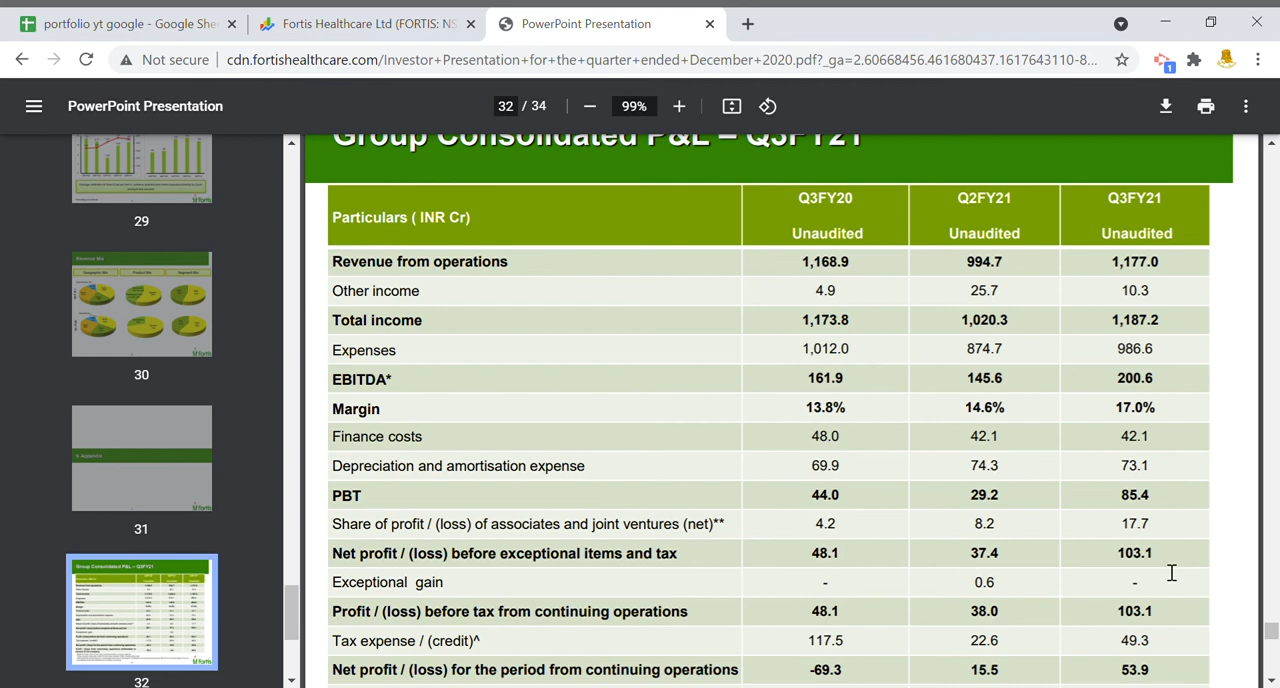 portfolio yt google - Google She
Fortis Healthcare Ltd (FORTIS: NS
PowerPoint Presentation
Not secure
cdn.fortishealthcare.com/Investor+Presentation+for+the+quarter+ended+December+2020.pdf?_ga=2.60668456.461680437.1617643110-8...
1
PowerPoint Presentation
32 / 34
99%
29
30
31
32
Group Consolidated P&L – Q3FY21
Particulars ( INR Cr) Q3FY20 Unaudited Q2FY21 Unaudited Q3FY21 Unaudited
Revenue from operations 1,168.9 994.7 1,177.0
Other income 4.9 25.7 10.3
Total income 1,173.8 1,020.3 1,187.2
Expenses 1,012.0 874.7 986.6
EBITDA* 161.9 145.6 200.6
Margin 13.8% 14.6% 17.0%
Finance costs 48.0 42.1 42.1
Depreciation and amortisation expense 69.9 74.3 73.1
PBT 44.0 29.2 85.4
Share of profit / (loss) of associates and joint ventures (net)** 4.2 8.2 17.7
Net profit / (loss) before exceptional items and tax 48.1 37.4 103.1
Exceptional gain - 0.6 -
Profit / (loss) before tax from continuing operations 48.1 38.0 103.1
Tax expense / (credit)^ 117.5 22.6 49.3
Net profit / (loss) for the period from continuing operations -69.3 15.5 53.9